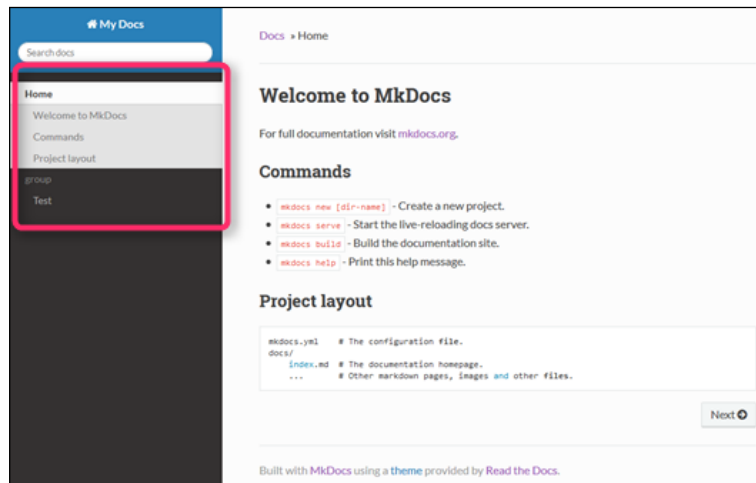 My Docs
Search docs
Home
Welcome to MkDocs
Commands
Project layout
group
Test
Docs » Home
Welcome to MkDocs
For full documentation visit mkdocs.org.
Commands
mkdocs new [dir-name] - Create a new project.
mkdocs serve - Start the live-reloading docs server.
mkdocs build - Build the documentation site.
mkdocs help - Print this help message.
Project layout
mkdocs.yml # The configuration file.
docs/
index.md # The documentation homepage.
... # Other markdown pages, images and other files.
Next
Built with MkDocs using a theme provided by Read the Docs.